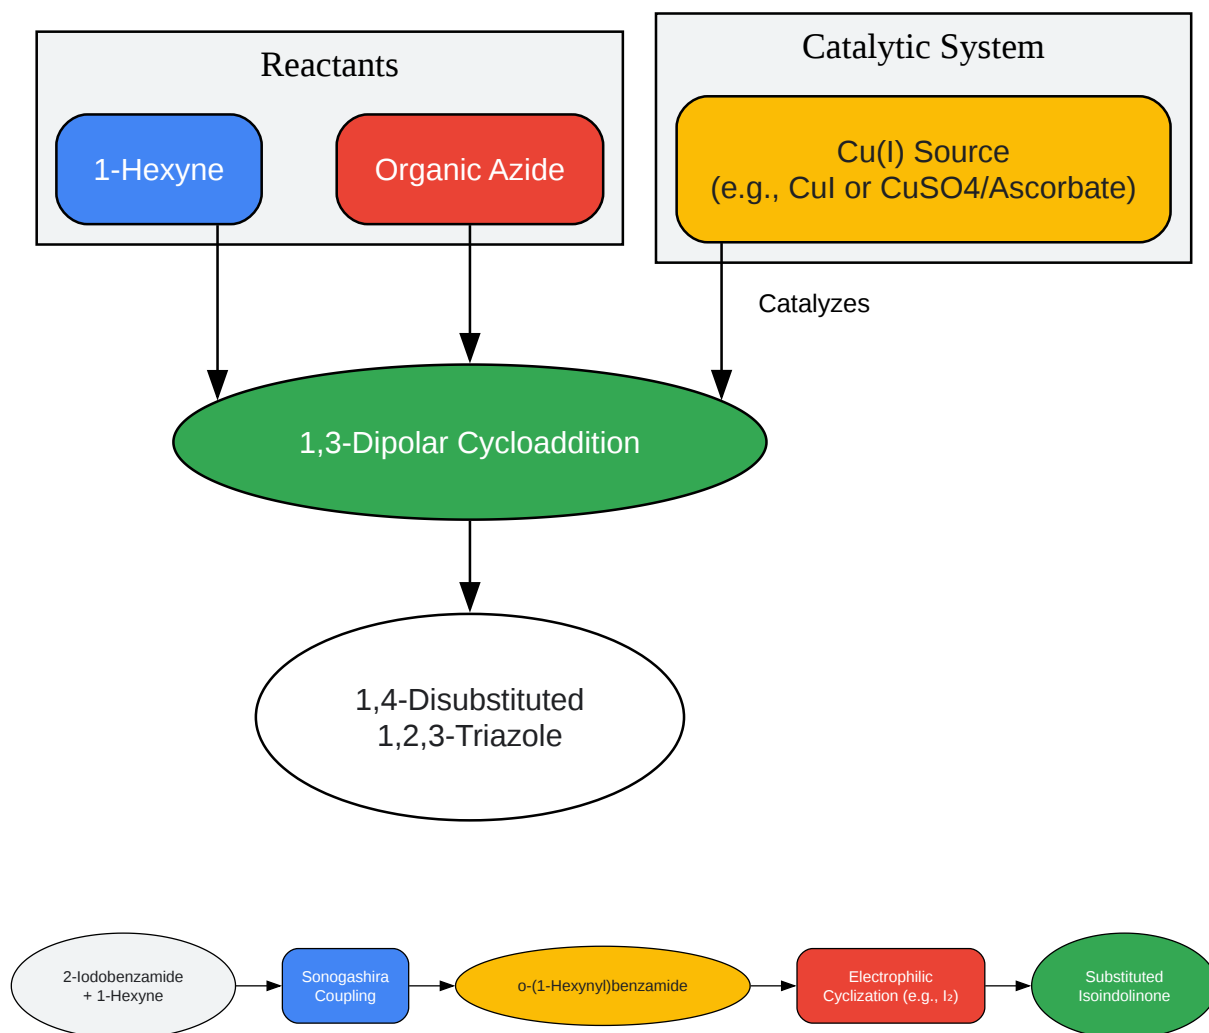 Reactants
Catalytic System
1-Hexyne
Organic Azide
Cu(I) Source
(e.g., CuI or CuSO4/Ascorbate)
Catalyzes
1,3-Dipolar Cycloaddition
1,4-Disubstituted
1,2,3-Triazole
2-Iodobenzamide
+ 1-Hexyne
Sonogashira
Coupling
o-(1-Hexynyl)benzamide
Electrophilic
Cyclization (e.g., I₂)
Substituted
Isoindolinone